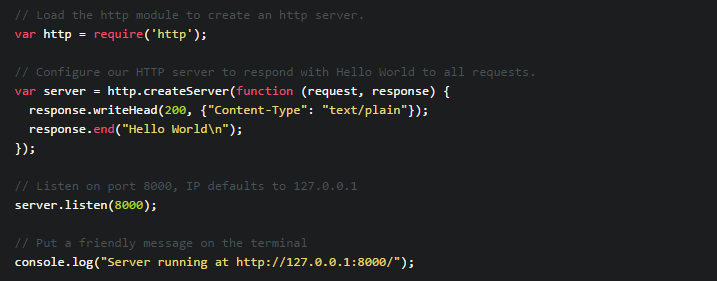 // Load the http module to create an http server.
var http = require('http');
// Configure our HTTP server to respond with Hello World to all requests.
var server = http.createServer(function (request, response) {
  response.writeHead(200, {"Content-Type": "text/plain"});
  response.end("Hello World\n");
});
// Listen on port 8000, IP defaults to 127.0.0.1
server.listen(8000);
// Put a friendly message on the terminal
console.log("Server running at http://127.0.0.1:8000/");